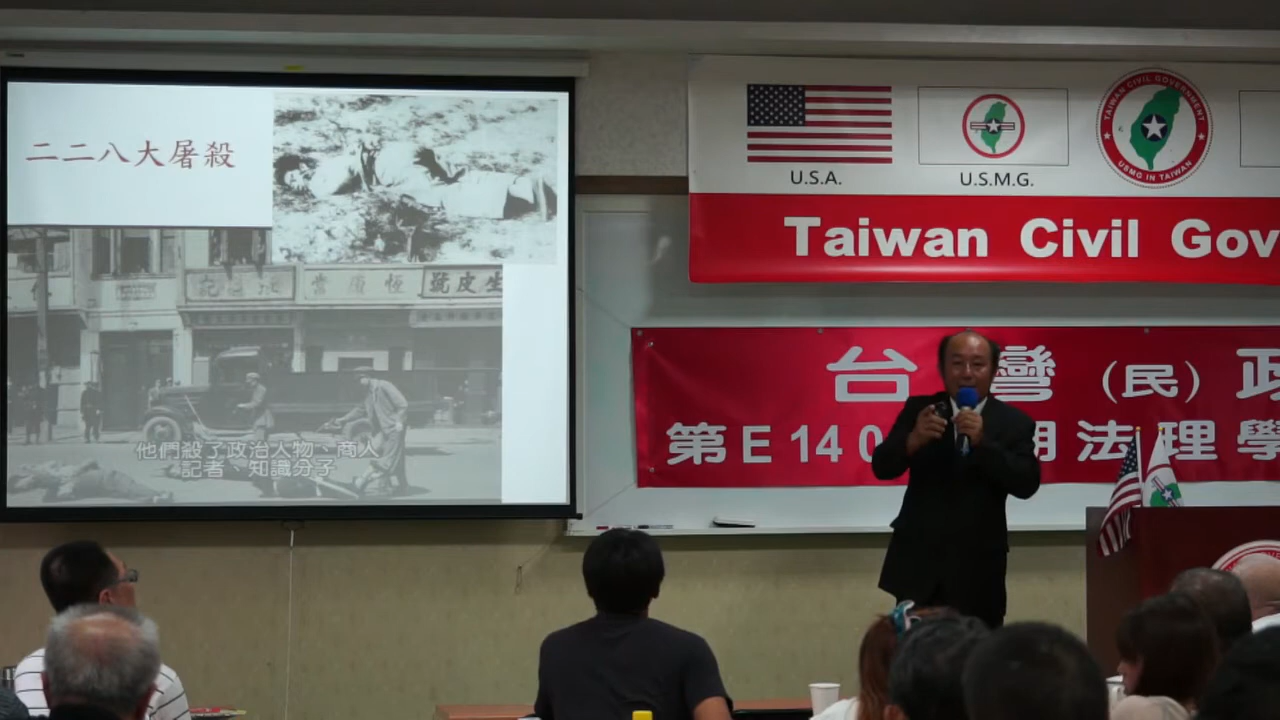 二二八大屠殺
生皮號
恆廣當
他們殺了政治人物、商人
記者、知識分子
U.S.A.
U.S.M.G.
TAIWAN CIVIL GOVERNMENT
USMG IN TAIWAN
Taiwan Civil Gov
台灣（民）政
第E140 期法理學